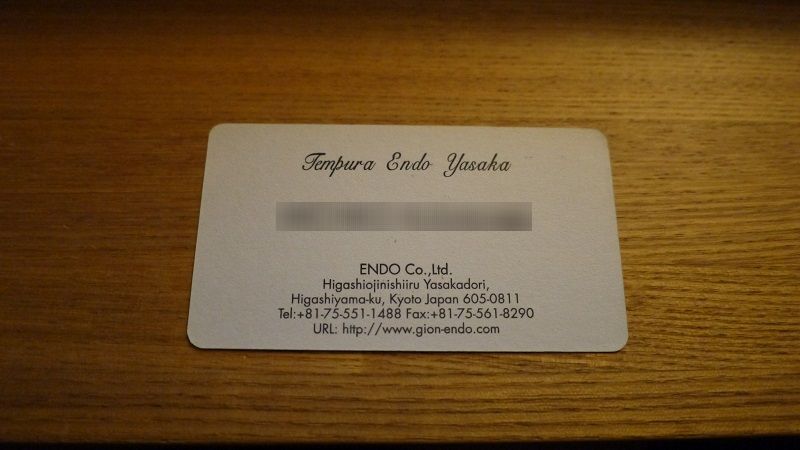 Tempura Endo Yasaka
ENDO Co.,Ltd.
Higashiojinishiiru Yasakadori,
Higashiyama-ku, Kyoto Japan 605-0811
Tel:+81-75-551-1488 Fax:+81-75-561-8290
URL: http://www.gion-endo.com